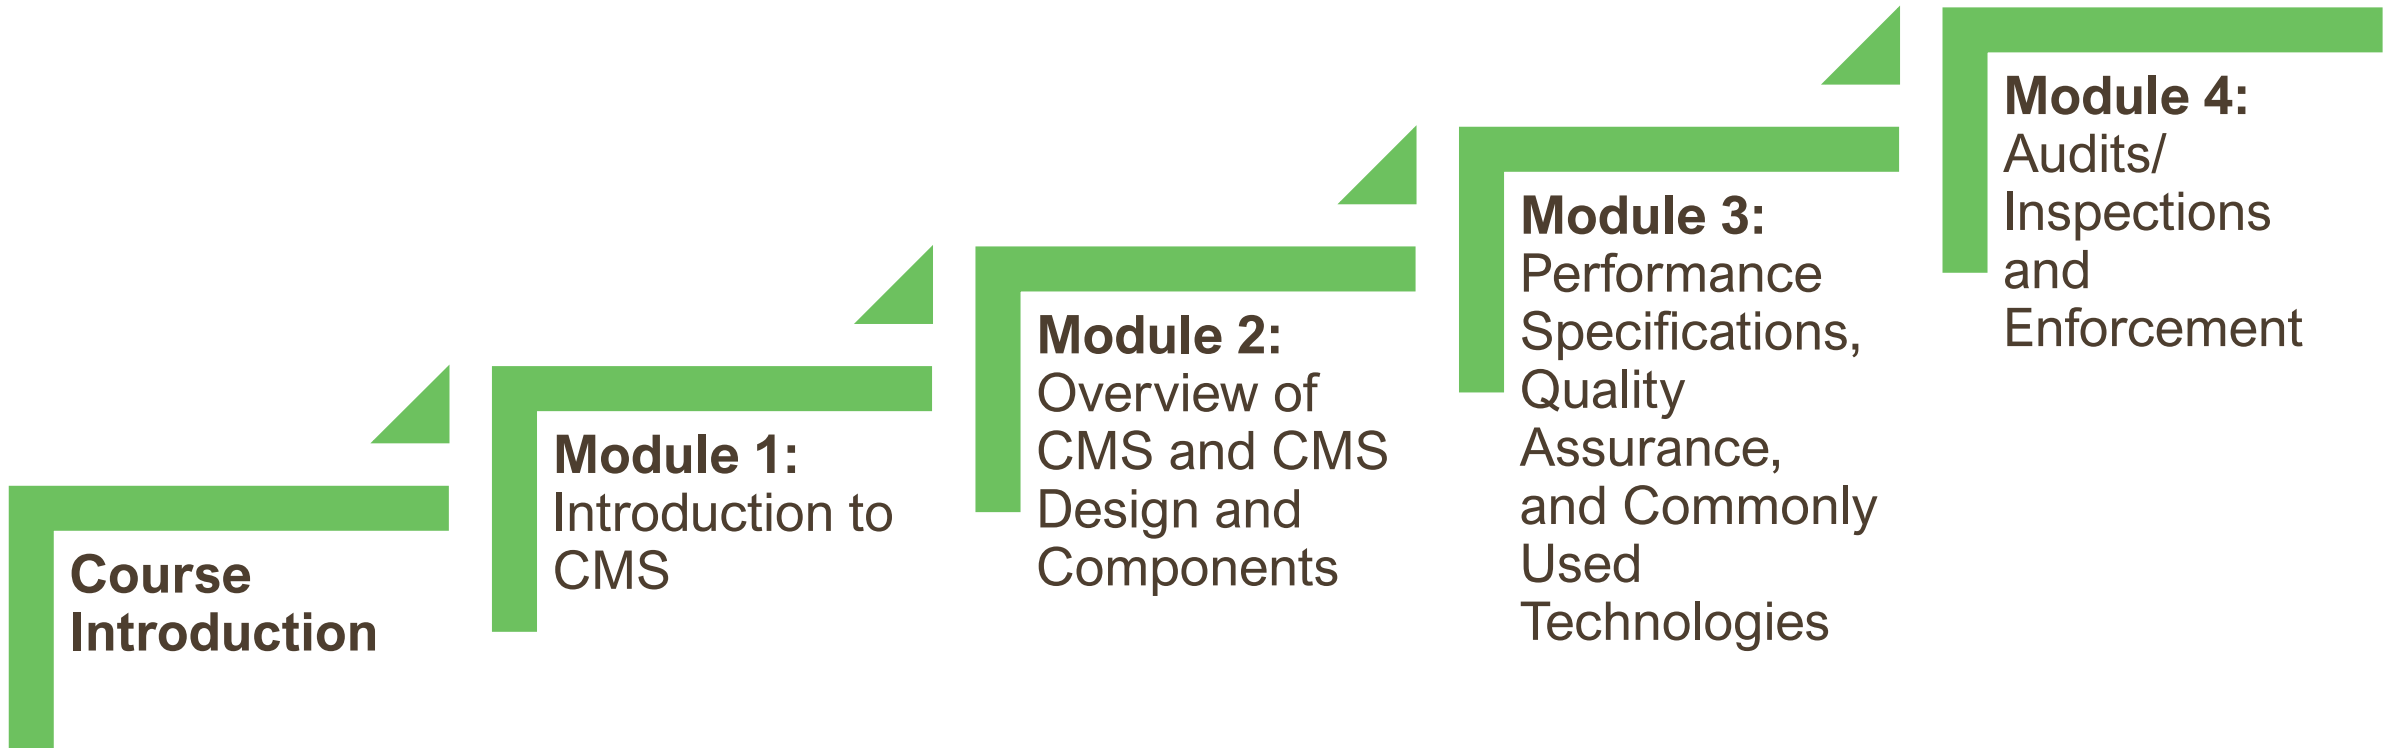 Course
Introduction
Module 1:
Introduction to
CMS
Module 2:
Overview of
CMS and CMS
Design and
Components
Module 3:
Performance
Specifications,
Quality
Assurance,
and Commonly
Used
Technologies
Module 4:
Audits/
Inspections
and
Enforcement